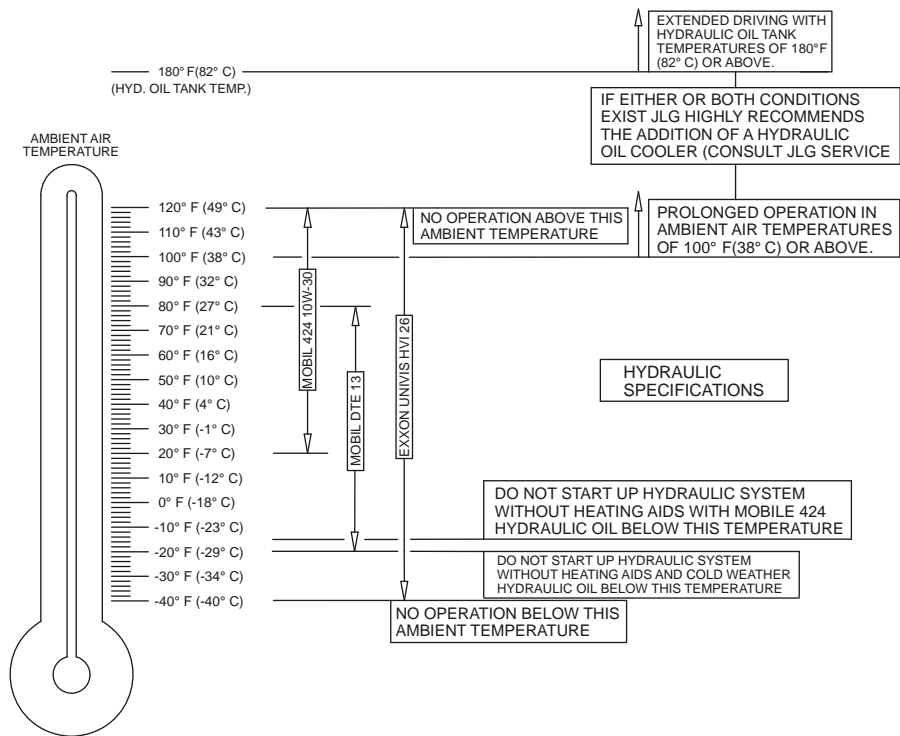 EXTENDED DRIVING WITH
HYDRAULIC OIL TANK
TEMPERATURES OF 180°F
(82° C) OR ABOVE.
180° F(82° C)
(HYD. OIL TANK TEMP.)
IF EITHER OR BOTH CONDITIONS
EXIST JLG HIGHLY RECOMMENDS
THE ADDITION OF A HYDRAULIC
OIL COOLER (CONSULT JLG SERVICE
AMBIENT AIR
TEMPERATURE
120° F (49° C)
110° F (43° C)
100° F (38° C)
90° F (32° C)
80° F (27° C)
70° F (21° C)
60° F (16° C)
50° F (10° C)
40° F (4° C)
30° F (-1° C)
20° F (-7° C)
10° F (-12° C)
0° F (-18° C)
-10° F (-23° C)
-20° F (-29° C)
-30° F (-34° C)
-40° F (-40° C)
MOBIL 424 10W-30
MOBIL DTE 13
EXXON UNIVIS HVI 26
NO OPERATION ABOVE THIS
AMBIENT TEMPERATURE
PROLONGED OPERATION IN
AMBIENT AIR TEMPERATURES
OF 100° F(38° C) OR ABOVE.
HYDRAULIC
SPECIFICATIONS
DO NOT START UP HYDRAULIC SYSTEM
WITHOUT HEATING AIDS WITH MOBILE 424
HYDRAULIC OIL BELOW THIS TEMPERATURE
DO NOT START UP HYDRAULIC SYSTEM
WITHOUT HEATING AIDS AND COLD WEATHER
HYDRAULIC OIL BELOW THIS TEMPERATURE
NO OPERATION BELOW THIS
AMBIENT TEMPERATURE